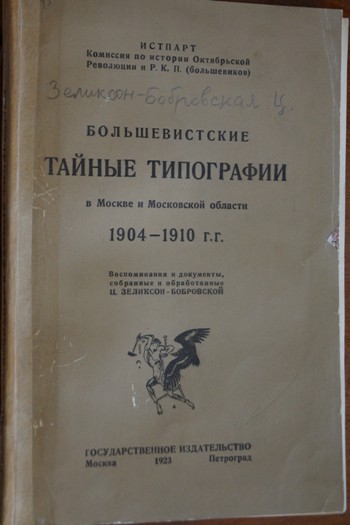 ИСТПАРТ
Комиссия по истории Октябрьской
Революции и Р. К. П. (большевиков)
Зеликсон-Бобровская Ц.
БОЛЬШЕВИСТСКИЕ
ТАЙНЫЕ ТИПОГРАФИИ
в Москве и Московской области
1904—1910 г.г.
Воспоминания и документы,
собранные и обработанные
Ц. ЗЕЛИКСОН-БОБРОВСКОЙ
ГОСУДАРСТВЕННОЕ ИЗДАТЕЛЬСТВО
Москва 1923 Петроград